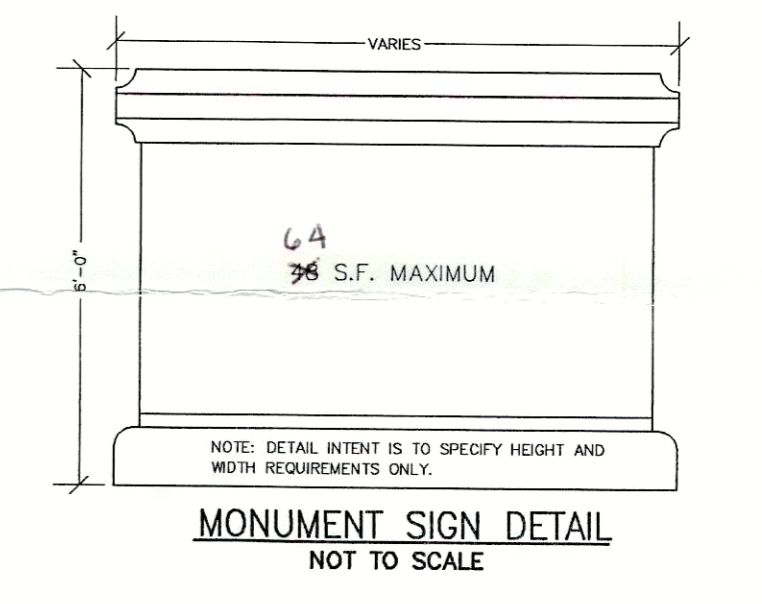 VARIES
6'-0"
64
48 S.F. MAXIMUM
NOTE: DETAIL INTENT IS TO SPECIFY HEIGHT AND
WIDTH REQUIREMENTS ONLY.
MONUMENT SIGN DETAIL
NOT TO SCALE